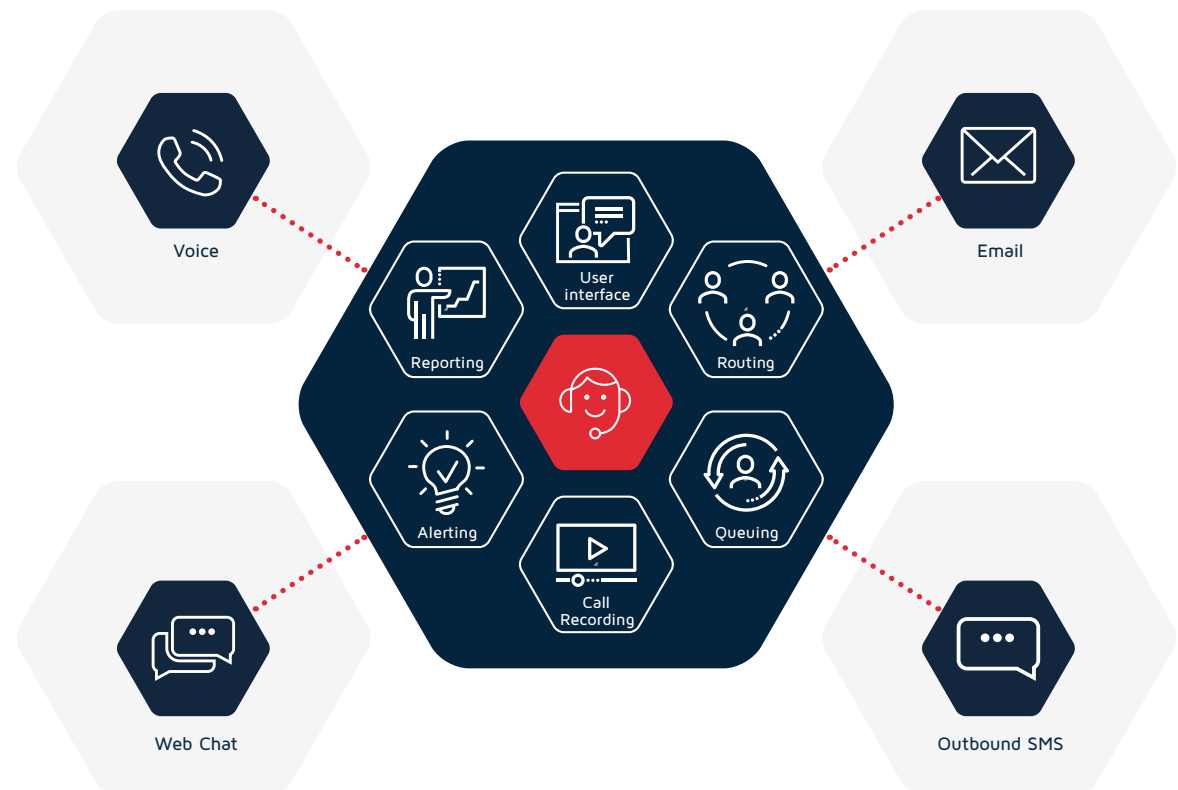 Voice
Email
User
interface
Reporting
Routing
Alerting
Queuing
Call
Recording
Web Chat
Outbound SMS